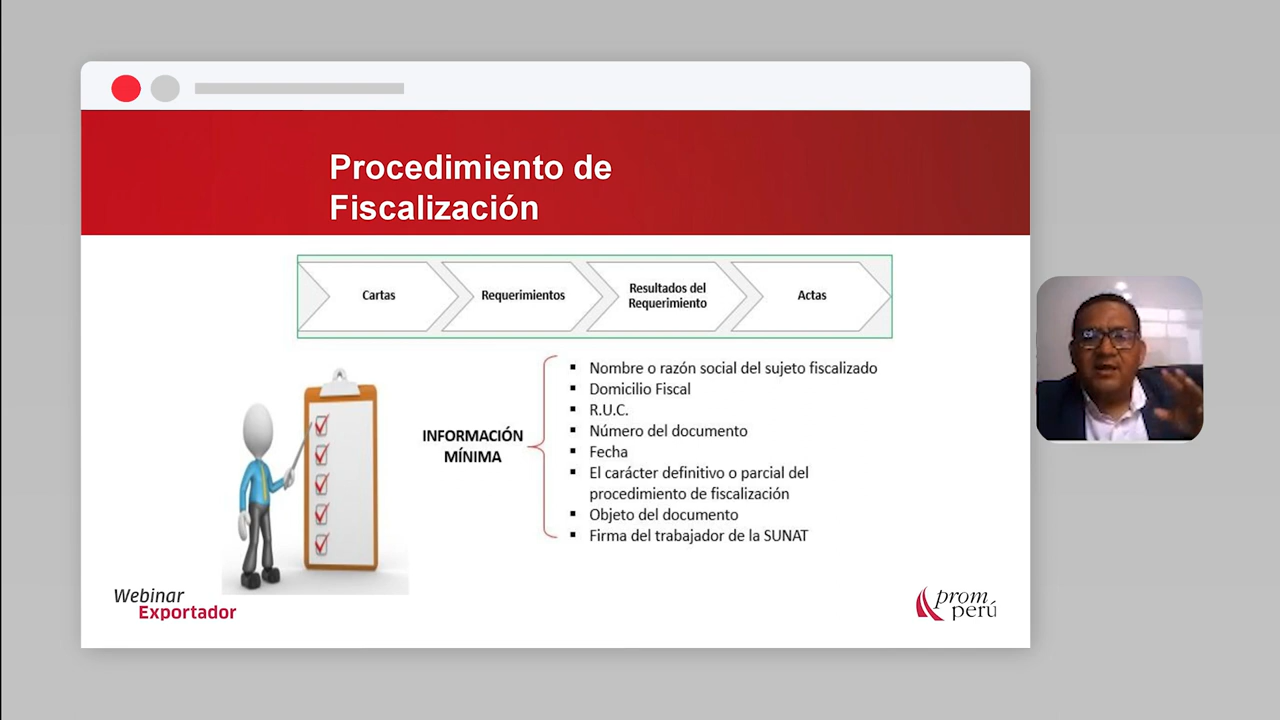 Procedimiento de
Fiscalización
Cartas
Requerimientos
Resultados del
Requerimiento
Actas
INFORMACIÓN
MÍNIMA
▪ Nombre o razón social del sujeto fiscalizado
▪ Domicilio Fiscal
▪ R.U.C.
▪ Número del documento
▪ Fecha
▪ El carácter definitivo o parcial del
procedimiento de fiscalización
▪ Objeto del documento
▪ Firma del trabajador de la SUNAT
Webinar
Exportador
prom
perú